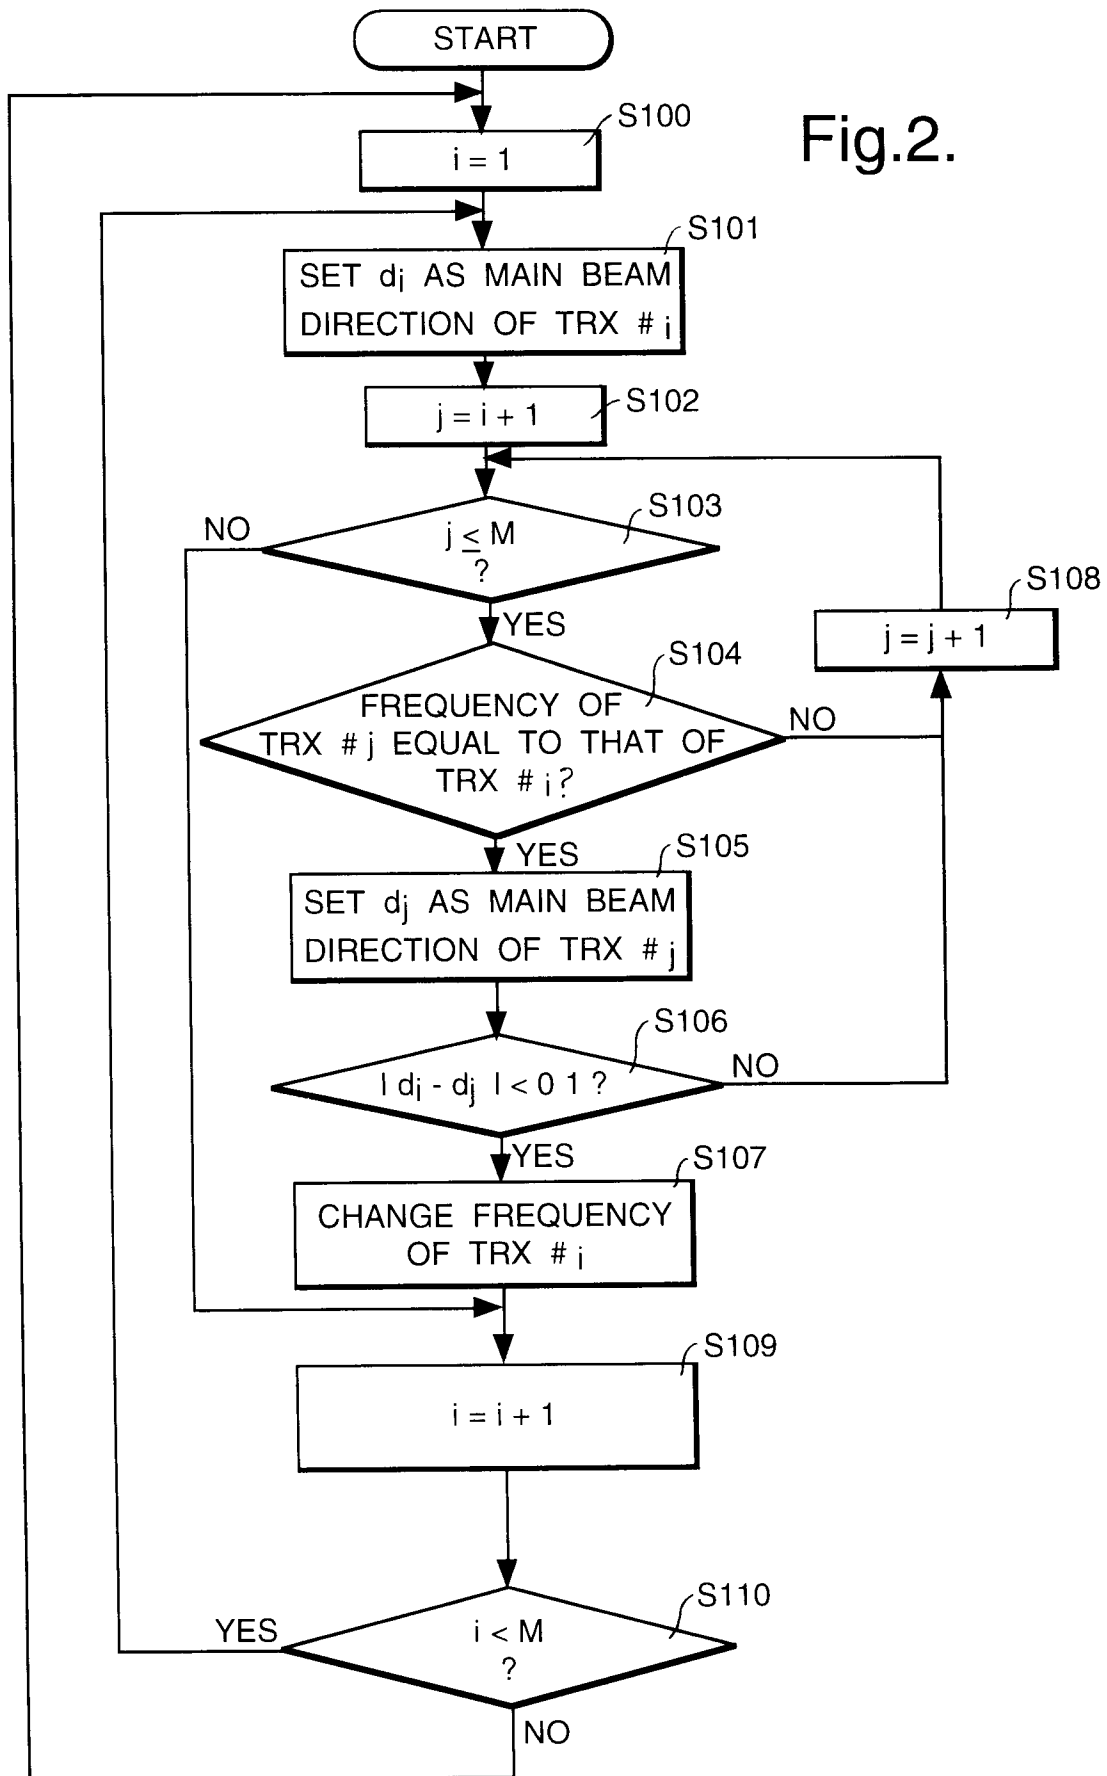 START
S100
Fig.2.
i = 1
S101
SET di AS MAIN BEAM
DIRECTION OF TRX # i
S102
j = i + 1
S103
NO
j ≤ M
?
S108
YES
j = j + 1
S104
FREQUENCY OF
NO
TRX # j EQUAL TO THAT OF
TRX # i?
YES
S105
SET dj AS MAIN BEAM
DIRECTION OF TRX # j
S106
NO
I di - dj I < 0 1 ?
YES
S107
CHANGE FREQUENCY
OF TRX # i
S109
i = i + 1
S110
YES
i < M
?
NO